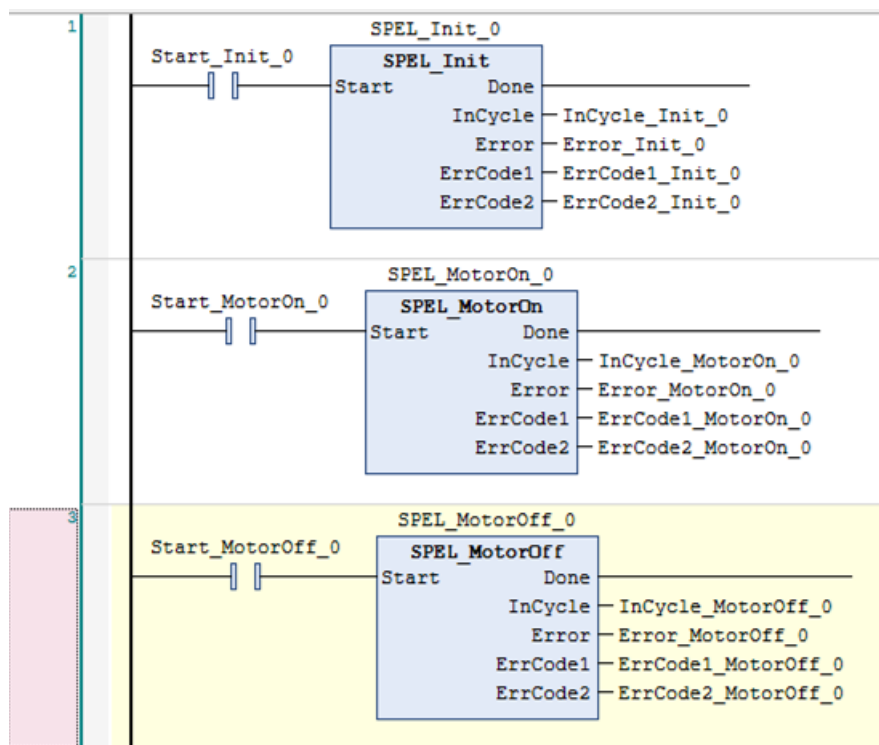 1
SPEL_Init_0
Start_Init_0
SPEL_Init
Start Done
InCycle InCycle_Init_0
Error Error_Init_0
ErrCode1 ErrCode1_Init_0
ErrCode2 ErrCode2_Init_0
2
SPEL_MotorOn_0
Start_MotorOn_0
SPEL_MotorOn
Start Done
InCycle InCycle_MotorOn_0
Error Error_MotorOn_0
ErrCode1 ErrCode1_MotorOn_0
ErrCode2 ErrCode2_MotorOn_0
3
SPEL_MotorOff_0
Start_MotorOff_0
SPEL_MotorOff
Start Done
InCycle InCycle_MotorOff_0
Error Error_MotorOff_0
ErrCode1 ErrCode1_MotorOff_0
ErrCode2 ErrCode2_MotorOff_0